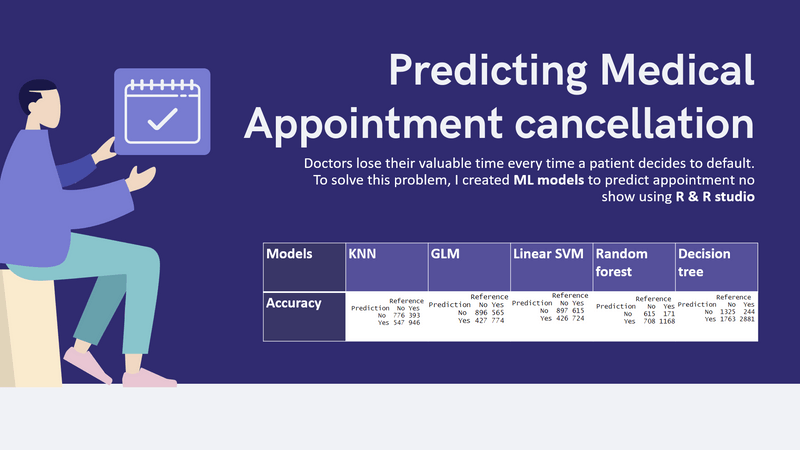 Predicting Medical
Appointment cancellation
Doctors lose their valuable time every time a patient decides to default.
To solve this problem, I created ML models to predict appointment no
show using R & R studio
Models KNN GLM Linear SVM Random forest Decision tree
Accuracy
Reference
Prediction No Yes
No 776 393
Yes 547 946
Reference
Prediction No Yes
No 896 565
Yes 427 774
Reference
Prediction No Yes
No 897 615
Yes 426 724
Reference
Prediction No Yes
No 615 171
Yes 708 1168
Reference
Prediction No Yes
No 1325 244
Yes 1763 2881